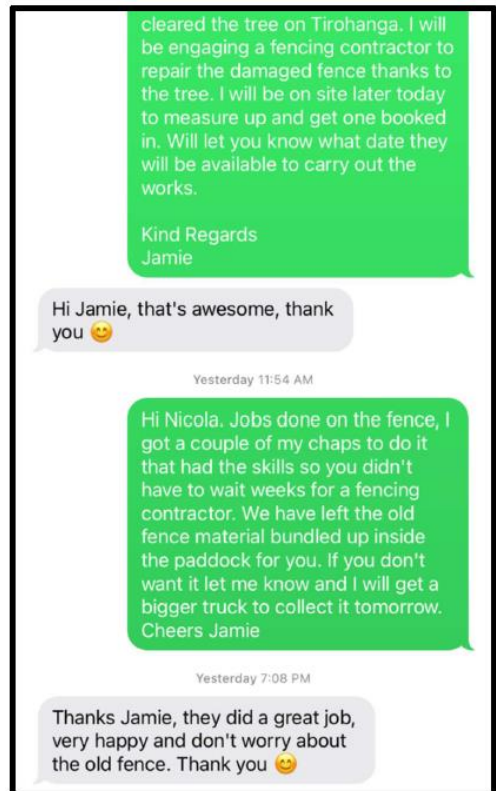 cleared the tree on Tirohanga. I will
be engaging a fencing contractor to
repair the damaged fence thanks to
the tree. I will be on site later today
to measure up and get one booked
in. Will let you know what date they
will be available to carry out the
works.
Kind Regards
Jamie
Hi Jamie, that's awesome, thank
you 😊
Yesterday 11:54 AM
Hi Nicola. Jobs done on the fence, I
got a couple of my chaps to do it
that had the skills so you didn't
have to wait weeks for a fencing
contractor. We have left the old
fence material bundled up inside
the paddock for you. If you don't
want it let me know and I will get a
bigger truck to collect it tomorrow.
Cheers Jamie
Yesterday 7:08 PM
Thanks Jamie, they did a great job,
very happy and don't worry about
the old fence. Thank you 😊